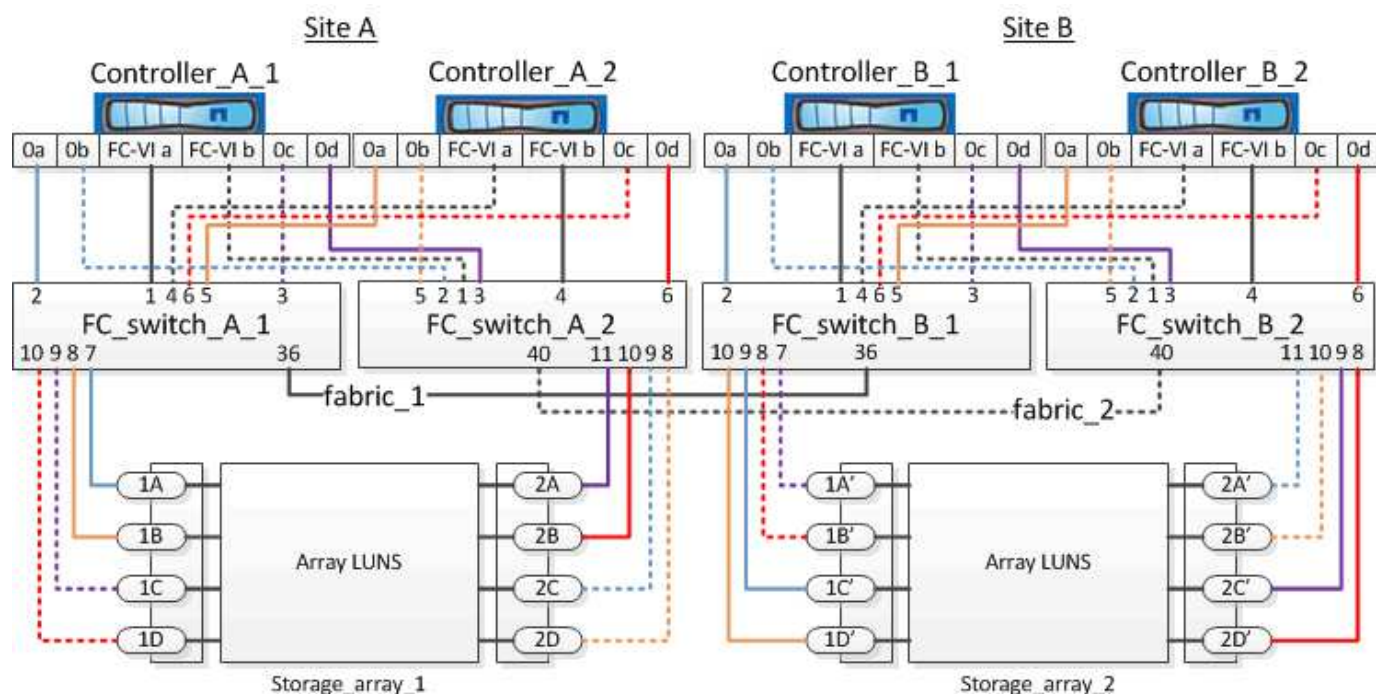 Site A Site B
Controller_A_1 Controller_A_2 Controller_B_1 Controller_B_2
0a 0b FC-VI a FC-VI b 0c 0d 0a 0b FC-VI a FC-VI b 0c 0d 0a 0b FC-VI a FC-VI b 0c 0d 0a 0b FC-VI a FC-VI b 0c 0d
2 1 4 6 5 3 5 2 1 3 4 6 2 1 4 6 5 3 5 2 1 3 4 6
FC_switch_A_1 FC_switch_A_2 FC_switch_B_1 FC_switch_B_2
10 9 8 7 36 40 11 10 9 8 10 9 8 7 36 40 11 10 9 8
fabric_1
fabric_2
1A 2A 1A' 2A'
1B 2B 1B' 2B'
Array LUNS Array LUNS
1C 2C 1C' 2C'
1D 2D 1D' 2D'
Storage_array_1 Storage_array_2